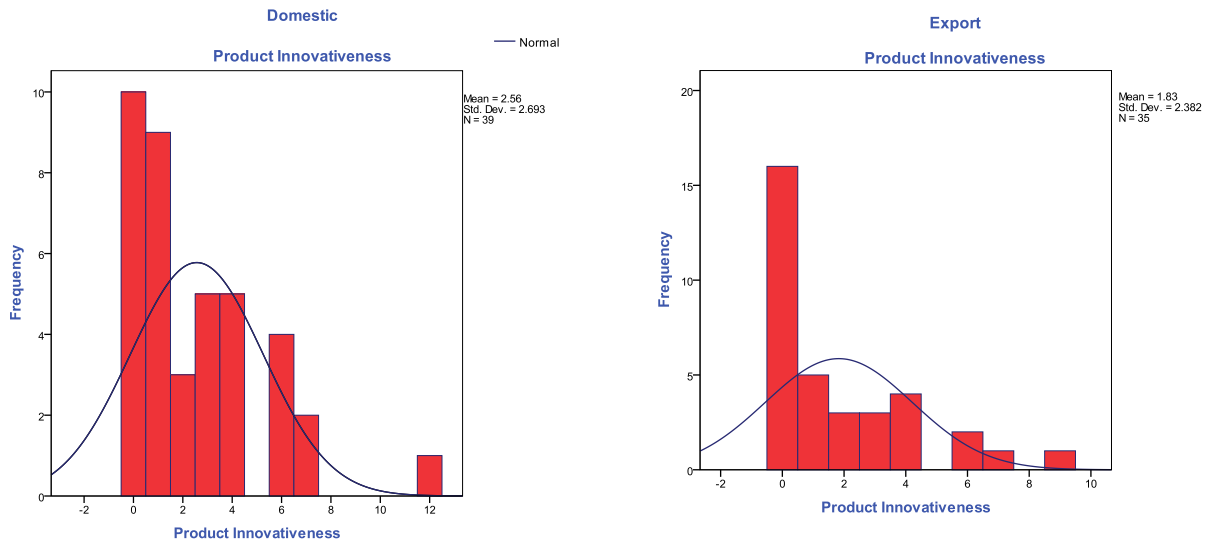 Domestic
Normal
Product Innovativeness
Mean = 2.56
Std. Dev. = 2.693
N = 39
Frequency
10
8
6
4
2
0
-2 0 2 4 6 8 10 12
Product Innovativeness
Export
Product Innovativeness
Mean = 1.83
Std. Dev. = 2.382
N = 35
Frequency
20
15
10
5
0
-2 0 2 4 6 8 10
Product Innovativeness